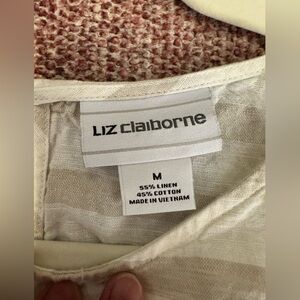 LIZ claiborne
M
55% LINEN
45% COTTON
MADE IN VIETNAM